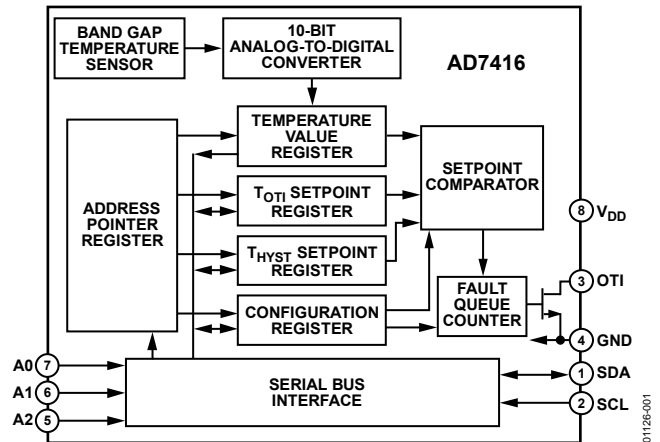 BAND GAP
TEMPERATURE
SENSOR
10-BIT
ANALOG-TO-DIGITAL
CONVERTER
AD7416
TEMPERATURE
VALUE
REGISTER
ADDRESS
POINTER
REGISTER
TOTI SETPOINT
REGISTER
SETPOINT
COMPARATOR
THYST SETPOINT
REGISTER
CONFIGURATION
REGISTER
FAULT
QUEUE
COUNTER
8 VDD
3 OTI
4 GND
A0 7
A1 6
A2 5
SERIAL BUS
INTERFACE
1 SDA
2 SCL
01126-001